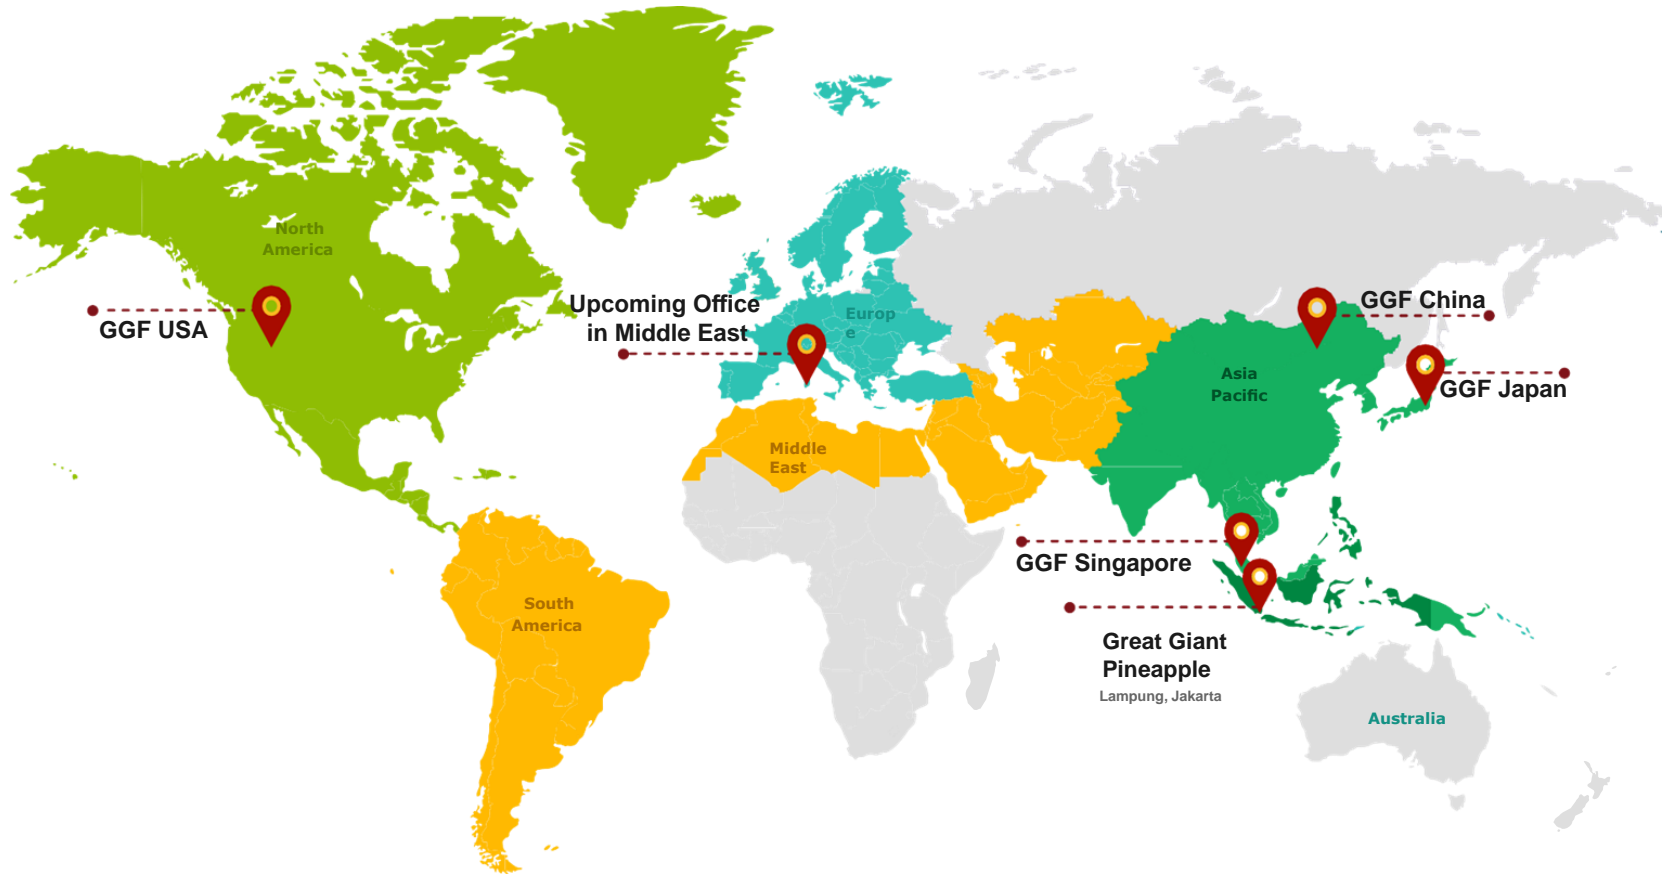 North
America
GGF USA
Upcoming Office
in Middle East
Europ
e
GGF China
Asia
Pacific
GGF Japan
Middle
East
GGF Singapore
South
America
Great Giant
Pineapple
Lampung, Jakarta
Australia